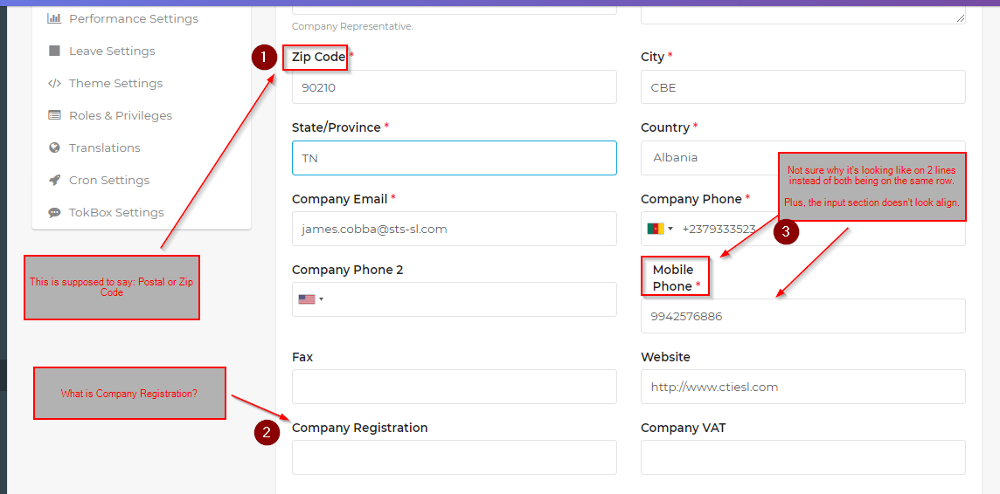 Performance Settings
Leave Settings
Theme Settings
Roles & Privileges
Translations
Cron Settings
TokBox Settings
Company Representative.
1
Zip Code *
90210
City *
CBE
State/Province *
TN
Country *
Albania
Not sure why it's looking like on 2 lines
instead of both being on the same row.
Plus, the input section doesn't look align.
Company Email *
james.cobba@sts-sl.com
Company Phone *
+2379333523
3
This is supposed to say: Postal or Zip
Code
Company Phone 2
Mobile
Phone *
9942576886
Fax
Website
http://www.ctiesl.com
What is Company Registration?
2
Company Registration
Company VAT